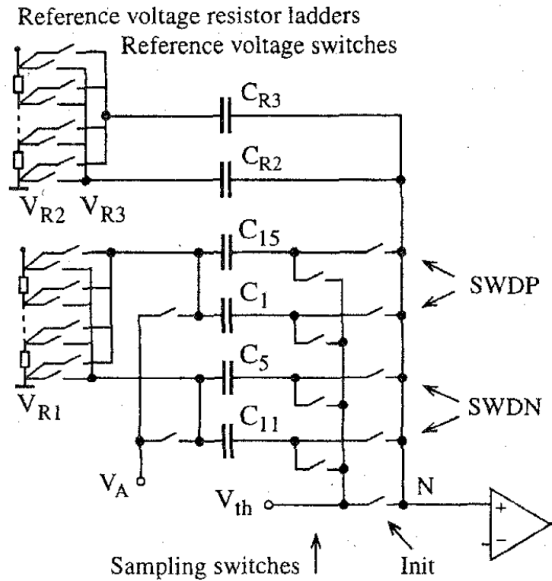 Reference voltage resistor ladders
Reference voltage switches
C_R3
C_R2
V_R2 V_R3
C_15
SWDP
C_1
C_5
V_R1
SWDN
C_11
V_A
V_th
N
+
−
Sampling switches
Init